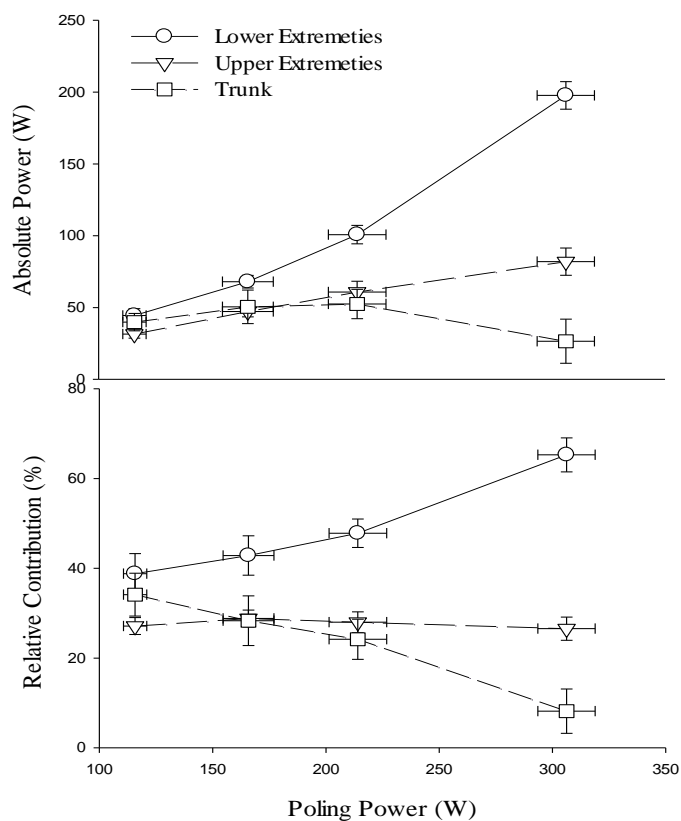 250
200
150
100
50
0
Absolute Power (W)
Lower Extremeties
Upper Extremeties
Trunk
80
60
40
20
0
Relative Contribution (%)
100 150 200 250 300 350
Poling Power (W)